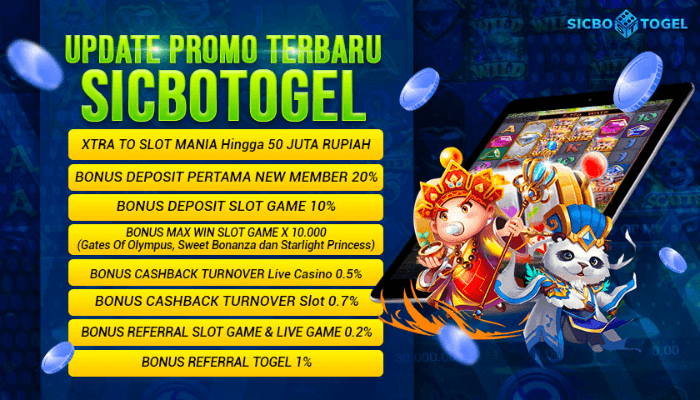 SICBO TOGEL
UPDATE PROMO TERBARU
SICBOTOGEL
XTRA TO SLOT MANIA Hingga 50 JUTA RUPIAH
BONUS DEPOSIT PERTAMA NEW MEMBER 20%
BONUS DEPOSIT SLOT GAME 10%
BONUS MAX WIN SLOT GAME X 10.000
(Gates Of Olympus, Sweet Bonanza dan Starlight Princess)
BONUS CASHBACK TURNOVER Live Casino 0.5%
BONUS CASHBACK TURNOVER Slot 0.7%
BONUS REFERRAL SLOT GAME & LIVE GAME 0.2%
BONUS REFERRAL TOGEL 1%